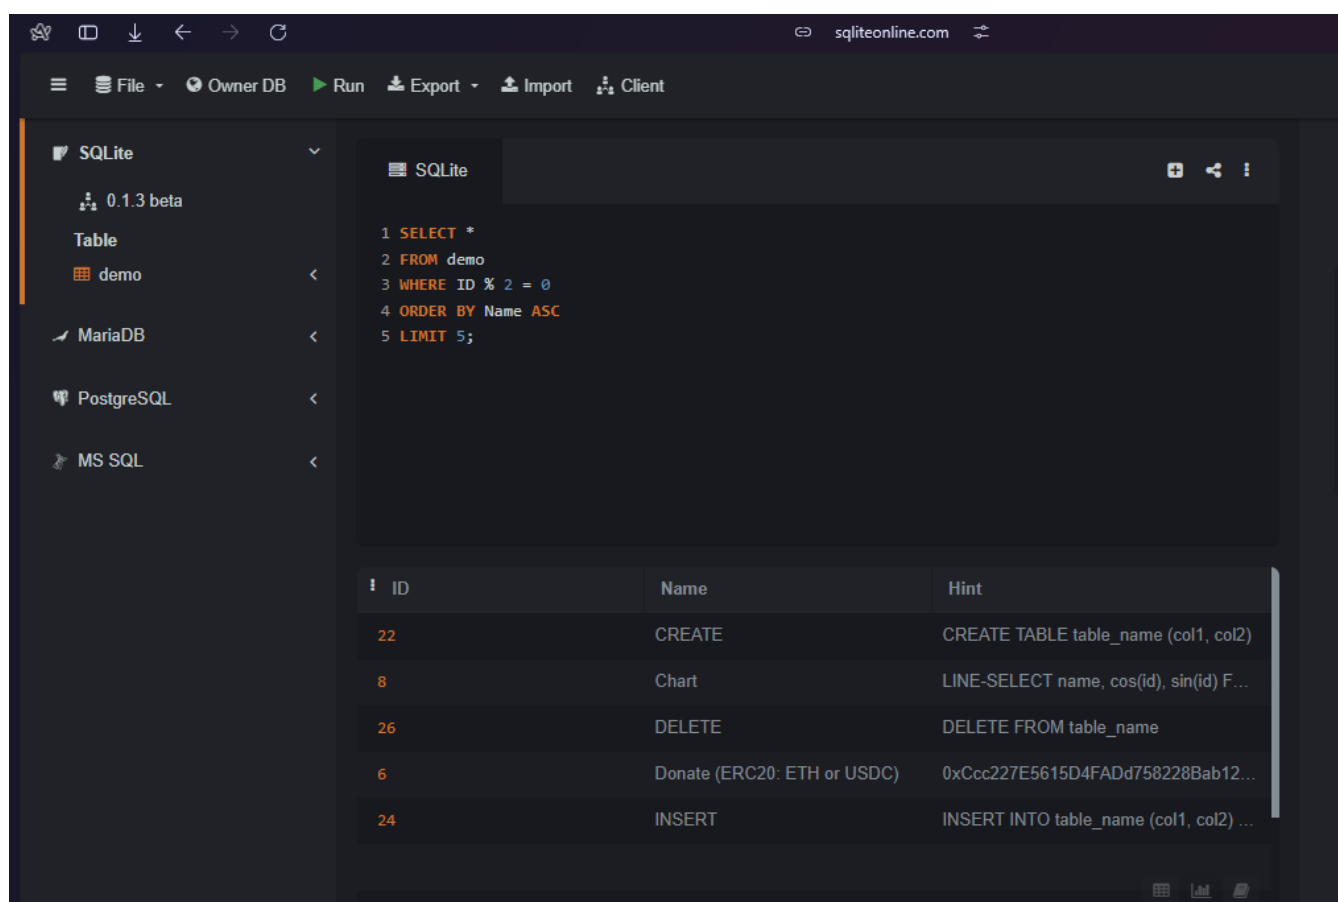 sqliteonline.com
File Owner DB Run Export Import Client
SQLite
0.1.3 beta
Table
demo
MariaDB
PostgreSQL
MS SQL
SQLite
1 SELECT *
2 FROM demo
3 WHERE ID % 2 = 0
4 ORDER BY Name ASC
5 LIMIT 5;
ID Name Hint
22 CREATE CREATE TABLE table_name (col1, col2)
8 Chart LINE-SELECT name, cos(id), sin(id) F...
26 DELETE DELETE FROM table_name
6 Donate (ERC20: ETH or USDC) 0xCcc227E5615D4FADd758228Bab12...
24 INSERT INSERT INTO table_name (col1, col2) ...